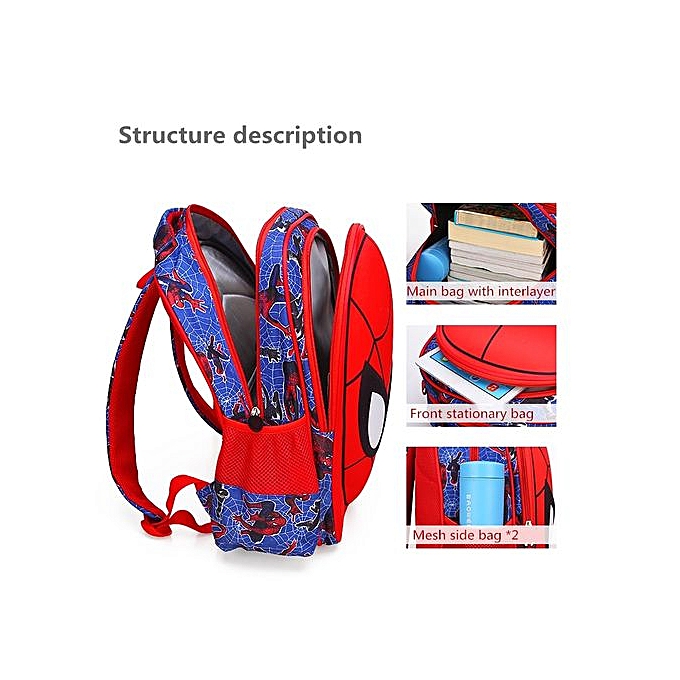 Structure description
Main bag with interlayer
Front stationary bag
Mesh side bag *2